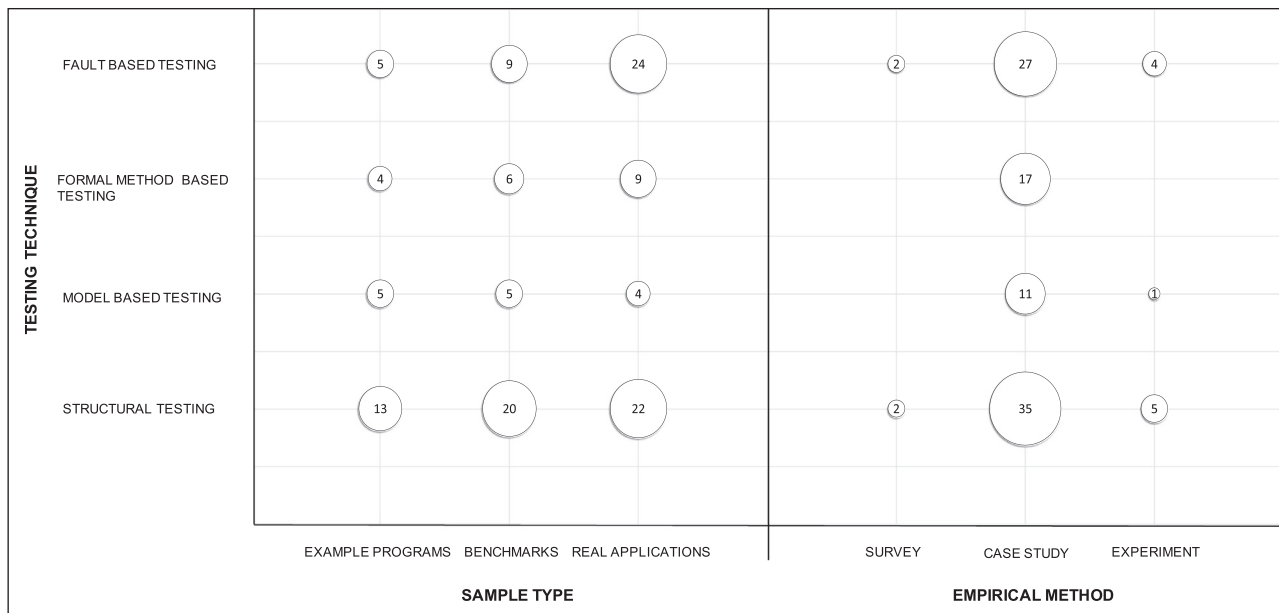 TESTING TECHNIQUE
FAULT BASED TESTING
5 9 24 2 27 4
FORMAL METHOD BASED
TESTING
4 6 9 17
MODEL BASED TESTING
5 5 4 11 1
STRUCTURAL TESTING
13 20 22 2 35 5
EXAMPLE PROGRAMS BENCHMARKS REAL APPLICATIONS SURVEY CASE STUDY EXPERIMENT
SAMPLE TYPE EMPIRICAL METHOD